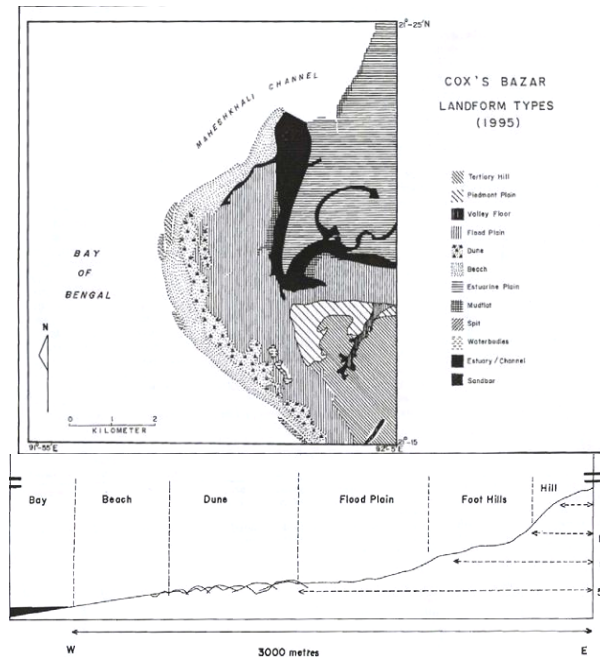 21°-25'N
MAHESHKHALI CHANNEL
COX'S BAZAR
LANDFORM TYPES
(1995)
Tertiary Hill
Piedmont Plain
Valley Floor
Flood Plain
Dune
Beach
Estuarine Plain
Mudflat
Spit
Waterbodies
Estuary/Channel
Sandbar
BAY
OF
BENGAL
N
0 1 2
KILOMETER
91°-55'E
92°-5'E
21°-15
Bay
Beach
Dune
Flood Plain
Foot Hills
Hill
W
3000 metres
E